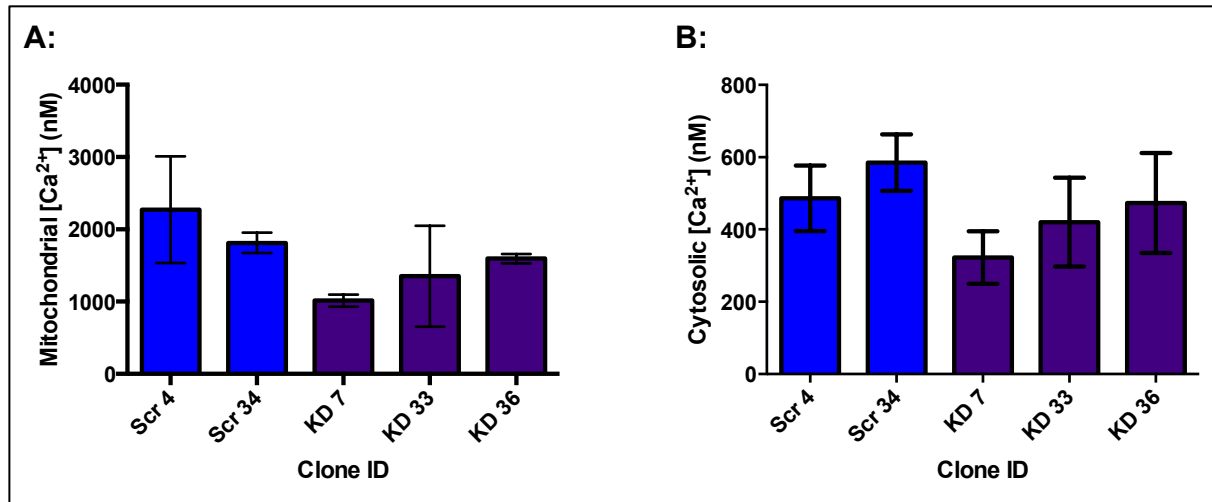 A:
Mitochondrial [Ca²⁺] (nM)
4000
3000
2000
1000
0
Scr 4
Scr 34
KD 7
KD 33
KD 36
Clone ID
B:
Cytosolic [Ca²⁺] (nM)
800
600
400
200
0
Scr 4
Scr 34
KD 7
KD 33
KD 36
Clone ID